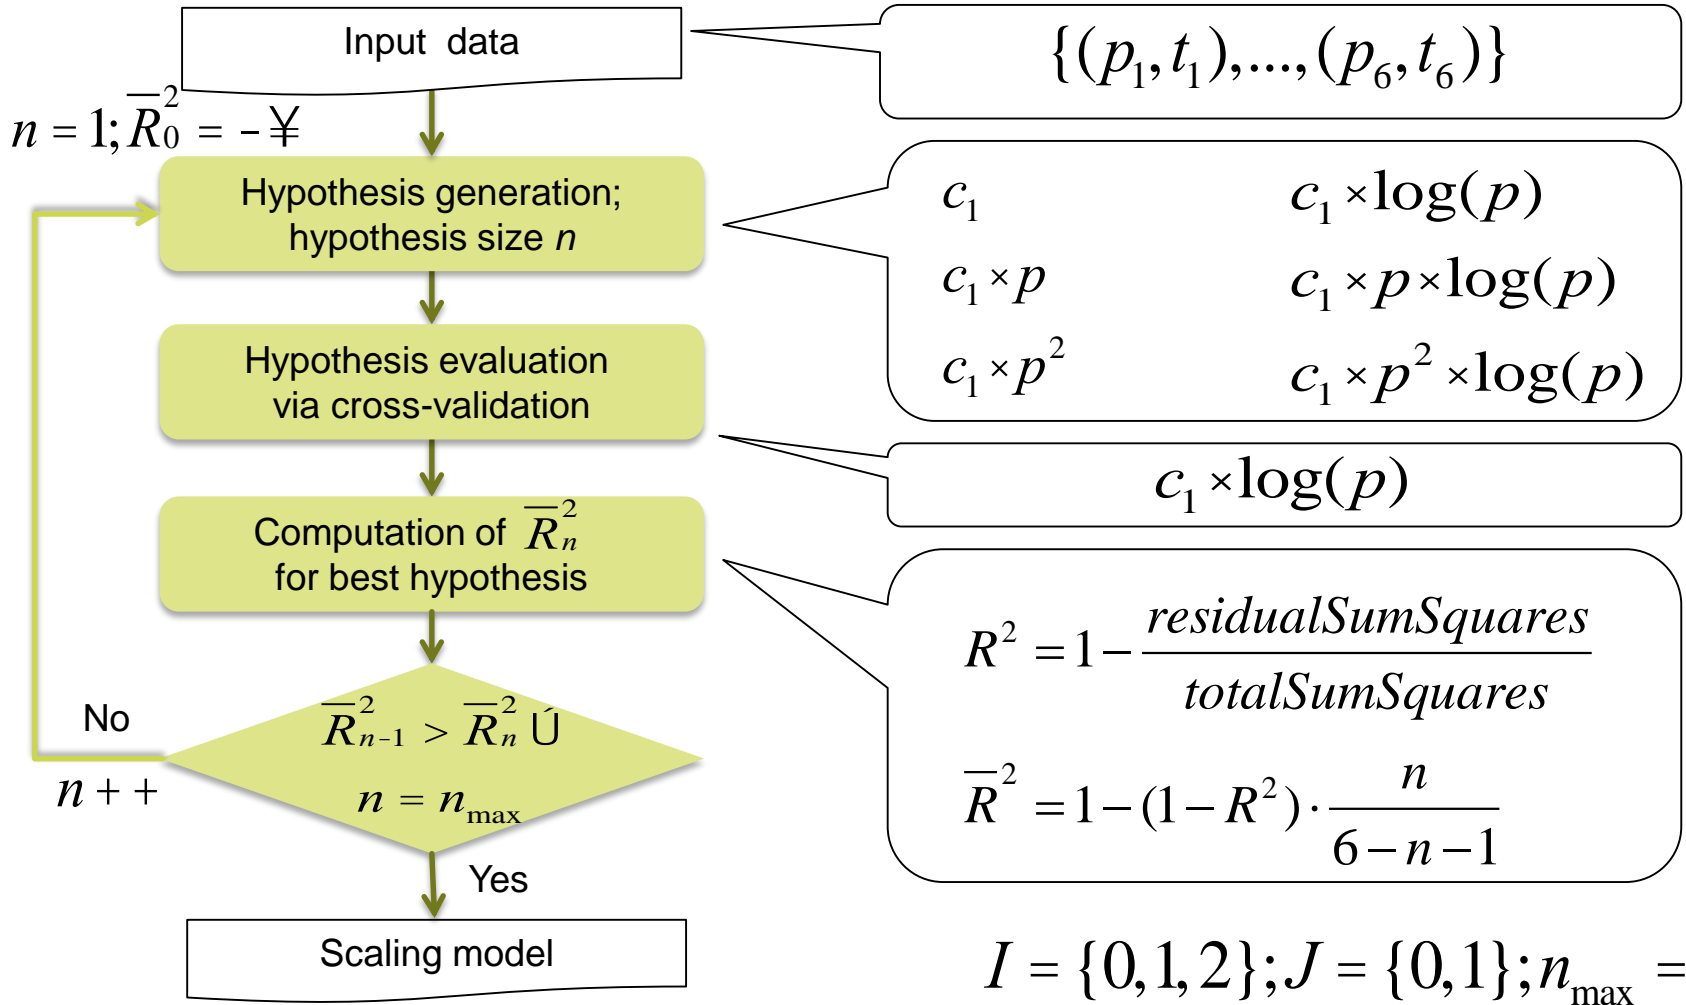 Input data
{(p₁,t₁),...,(p₆,t₆)}
n = 1; R̅₀² = -¥
Hypothesis generation;
hypothesis size n
c₁
c₁ × log(p)
c₁ × p
c₁ × p × log(p)
c₁ × p²
c₁ × p² × log(p)
Hypothesis evaluation
via cross-validation
c₁ × log(p)
Computation of R̅ₙ²
for best hypothesis
R² = 1 - residualSumSquares / totalSumSquares
R̅² = 1 - (1 - R²) · n / 6 - n - 1
R̅ₙ₋₁² > R̅ₙ² Ú
n = nₘₐₓ
No
n + +
Yes
Scaling model
I = {0,1,2}; J = {0,1}; nₘₐₓ =